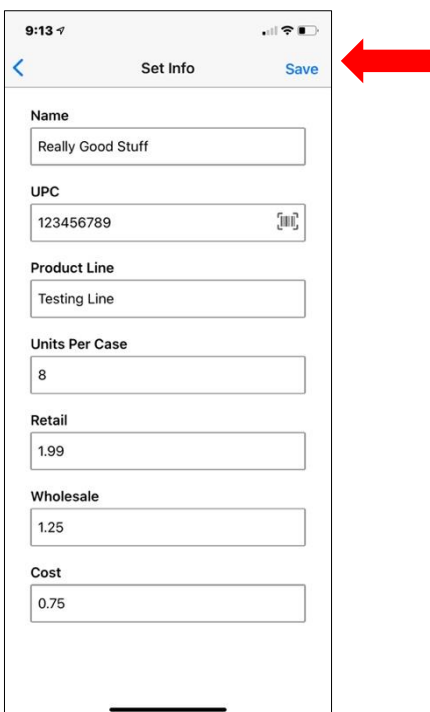 9:13
Set Info
Save
Name
Really Good Stuff
UPC
123456789
Product Line
Testing Line
Units Per Case
8
Retail
1.99
Wholesale
1.25
Cost
0.75